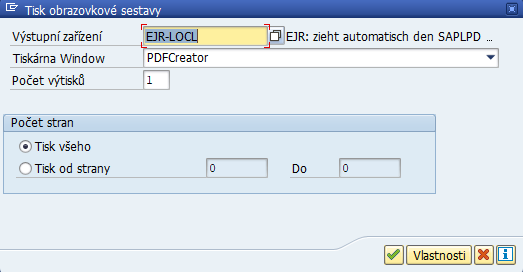 Tisk obrazovkové sestavy
Výstupní zařízení EJR-LOCL EJR: zieht automatisch den SAPLPD ...
Tiskárna Window PDFCreator
Počet výtisků 1
Počet stran
Tisk všeho
Tisk od strany 0 Do 0
Vlastnosti